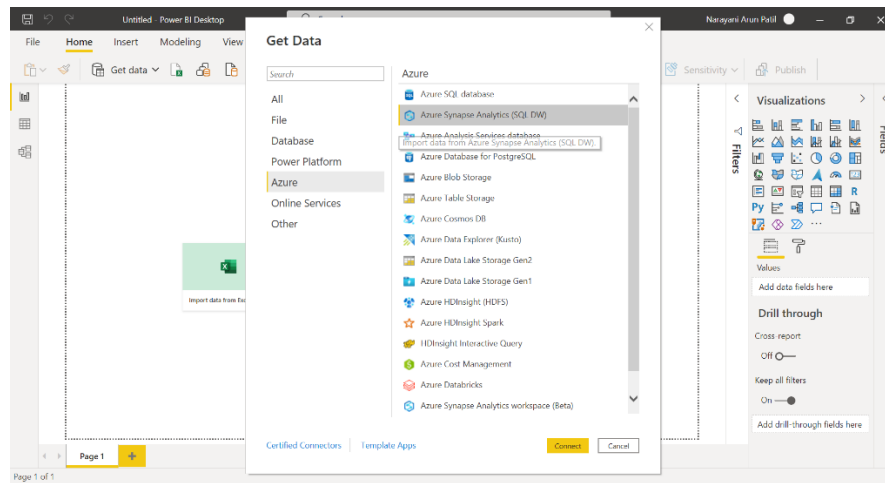 Untitled - Power BI Desktop
Narayani Arun Patil
File
Home
Insert
Modeling
View
Get data
Sensitivity
Publish
Get Data
Search
All
File
Database
Power Platform
Azure
Online Services
Other
Azure
Azure SQL database
Azure Synapse Analytics (SQL DW)
Azure Analysis Services database
Import data from Azure Synapse Analytics (SQL DW).
Azure Database for PostgreSQL
Azure Blob Storage
Azure Table Storage
Azure Cosmos DB
Azure Data Explorer (Kusto)
Azure Data Lake Storage Gen2
Azure Data Lake Storage Gen1
Azure HDInsight (HDFS)
Azure HDInsight Spark
HDInsight Interactive Query
Azure Cost Management
Azure Databricks
Azure Synapse Analytics workspace (Beta)
Certified Connectors
Template Apps
Connect
Cancel
Import data from Exc
Filters
Visualizations
Fields
R
Py
Values
Add data fields here
Drill through
Cross-report
Off
Keep all filters
On
Add drill-through fields here
Page 1
Page 1 of 1